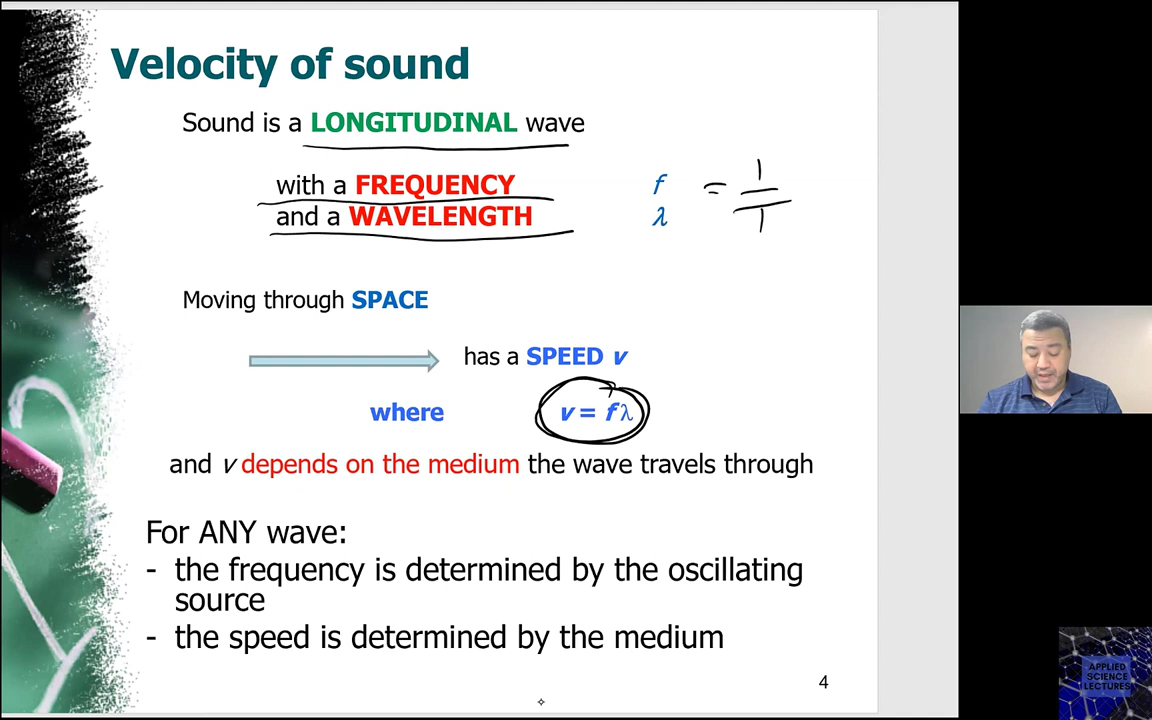 Velocity of sound
Sound is a LONGITUDINAL wave
with a FREQUENCY f = 1
and a WAVELENGTH λ 1
Moving through SPACE
has a SPEED v
where v = f λ
and v depends on the medium the wave travels through
For ANY wave:
- the frequency is determined by the oscillating
source
- the speed is determined by the medium
4
APPLIED
SCIENCE
LECTURES